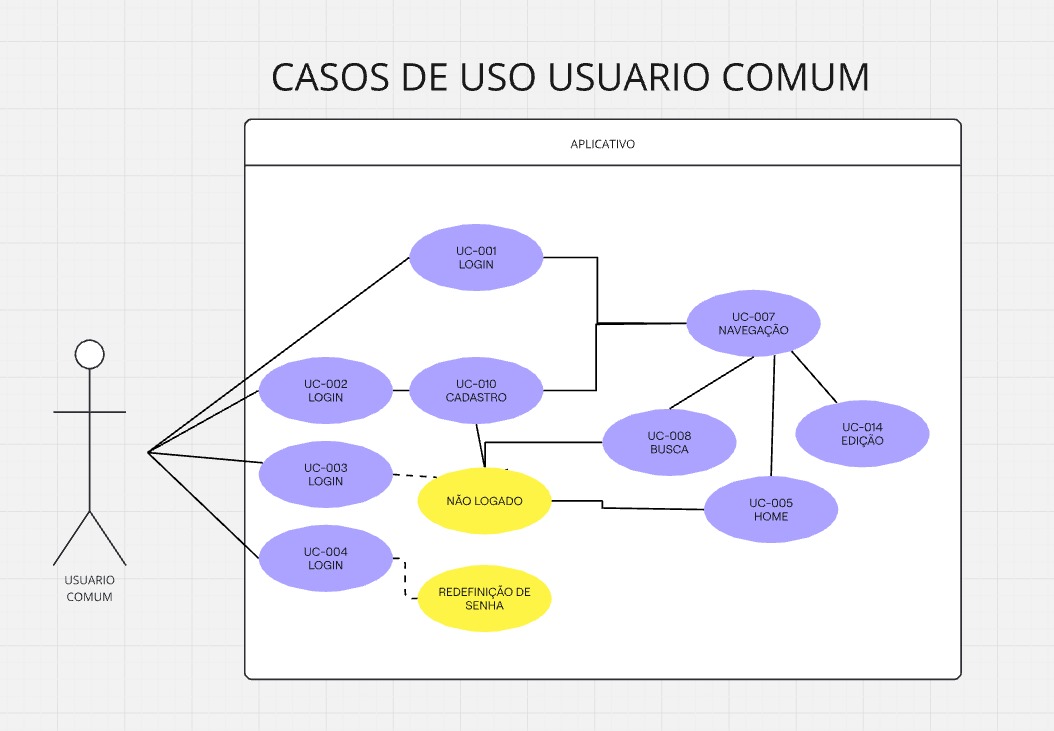 CASOS DE USO USUARIO COMUM
APLICATIVO
UC-001
LOGIN
UC-007
NAVEGAÇÃO
UC-002
LOGIN
UC-010
CADASTRO
UC-008
BUSCA
UC-014
EDIÇÃO
UC-003
LOGIN
NÃO LOGADO
UC-005
HOME
UC-004
LOGIN
REDEFINIÇÃO DE
SENHA
USUARIO
COMUM